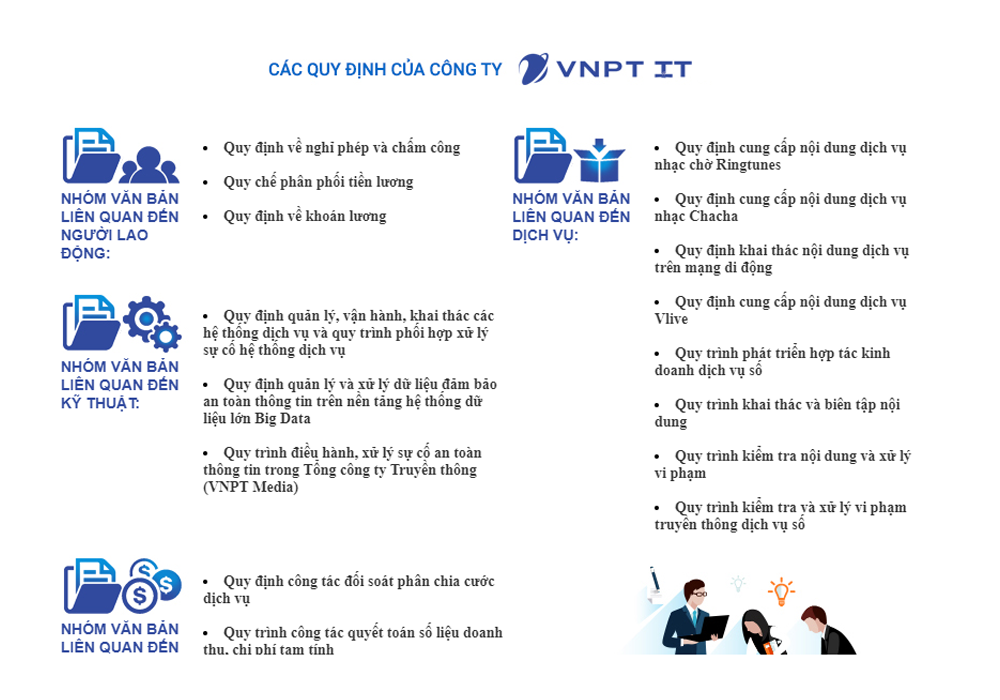 CÁC QUY ĐỊNH CỦA CÔNG TY VNPT IT
NHÓM VĂN BẢN
LIÊN QUAN ĐẾN
NGƯỜI LAO
ĐỘNG:
• Quy định về nghỉ phép và chấm công
• Quy chế phân phối tiền lương
• Quy định về khoán lương
NHÓM VĂN BẢN
LIÊN QUAN ĐẾN
KỸ THUẬT:
• Quy định quản lý, vận hành, khai thác các
hệ thống dịch vụ và quy trình phối hợp xử lý
sự cố hệ thống dịch vụ
• Quy định quản lý và xử lý dữ liệu đảm bảo
an toàn thông tin trên nền tảng hệ thống dữ
liệu lớn Big Data
• Quy trình điều hành, xử lý sự cố an toàn
thông tin trong Tổng công ty Truyền thông
(VNPT Media)
NHÓM VĂN BẢN
LIÊN QUAN ĐẾN
• Quy định công tác đối soát phân chia cước
dịch vụ
• Quy trình công tác quyết toán số liệu doanh
thu, chi phí tạm tính
NHÓM VĂN BẢN
LIÊN QUAN ĐẾN
DỊCH VỤ:
• Quy định cung cấp nội dung dịch vụ
nhạc chờ Ringtunes
• Quy định cung cấp nội dung dịch vụ
nhạc Chacha
• Quy định khai thác nội dung dịch vụ
trên mạng di động
• Quy định cung cấp nội dung dịch vụ
Vlive
• Quy trình phát triển hợp tác kinh
doanh dịch vụ số
• Quy trình khai thác và biên tập nội
dung
• Quy trình kiểm tra nội dung và xử lý
vi phạm
• Quy trình kiểm tra và xử lý vi phạm
truyền thông dịch vụ số